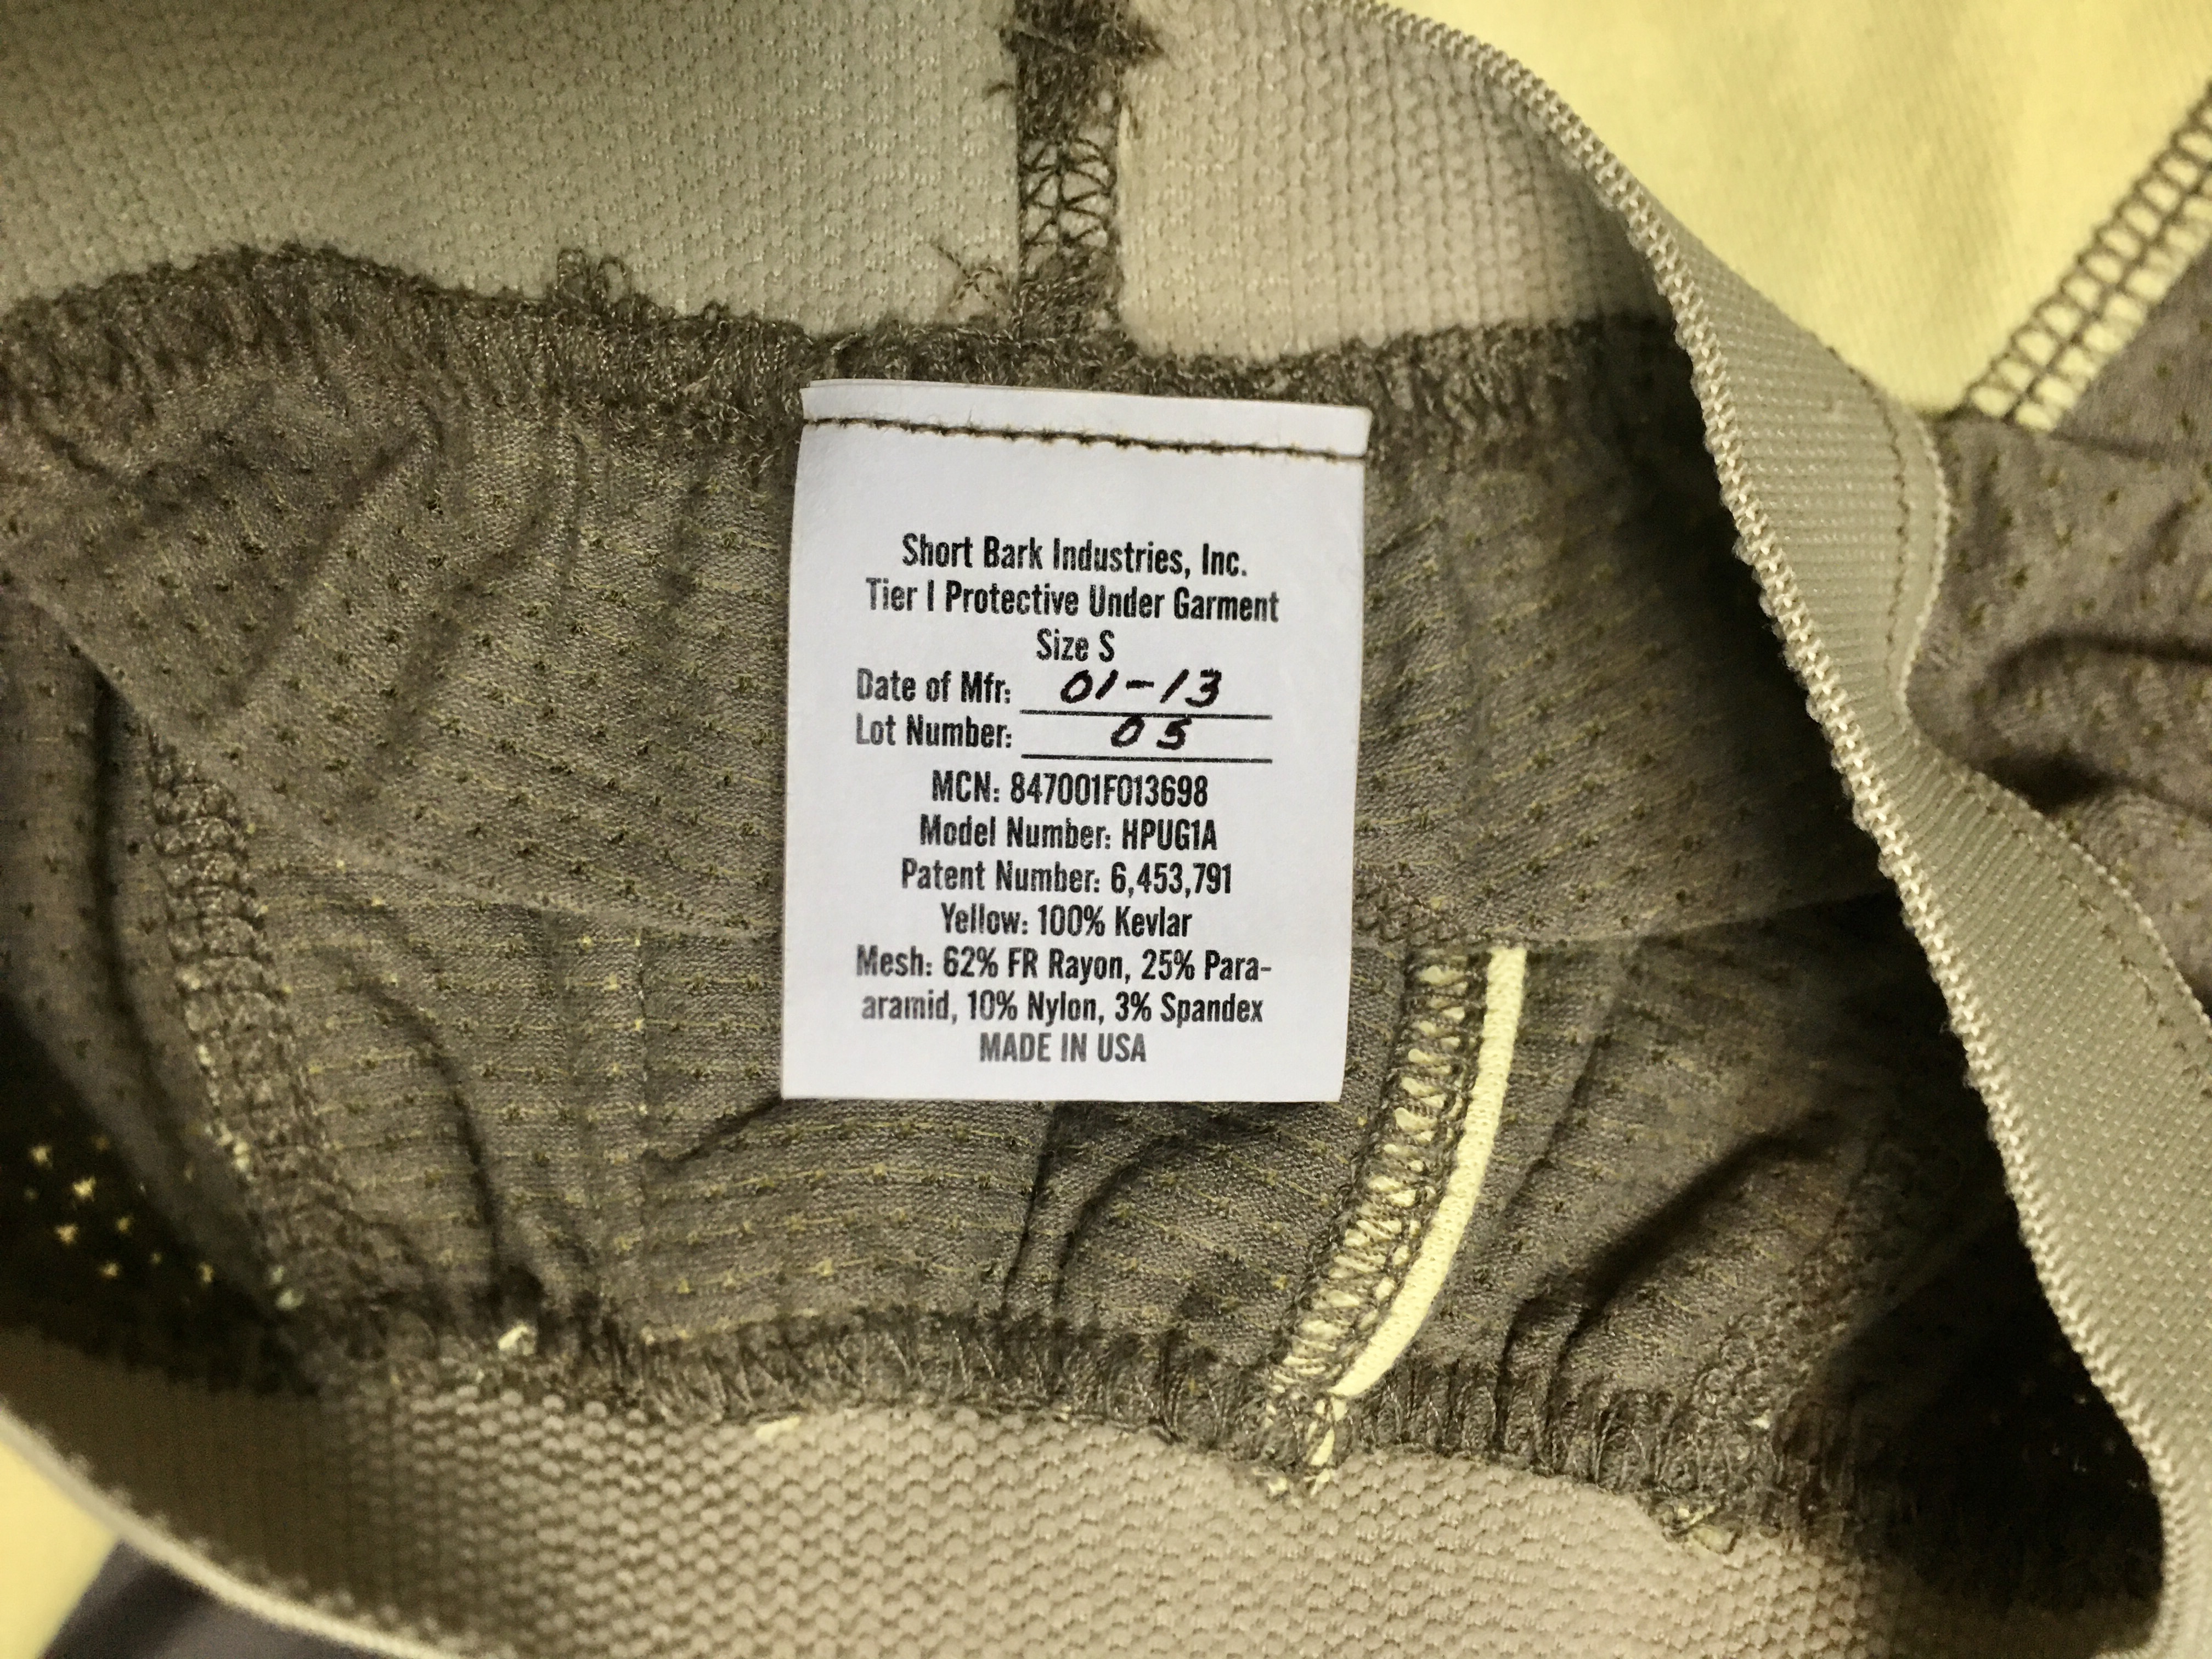 Short Bark Industries, Inc.
Tier I Protective Under Garment
Size S
Date of Mfr: 01-13
Lot Number: 05
MCN: 847001F013698
Model Number: HPUG1A
Patent Number: 6,453,791
Yellow: 100% Kevlar
Mesh: 62% FR Rayon, 25% Para-
aramid, 10% Nylon, 3% Spandex
MADE IN USA